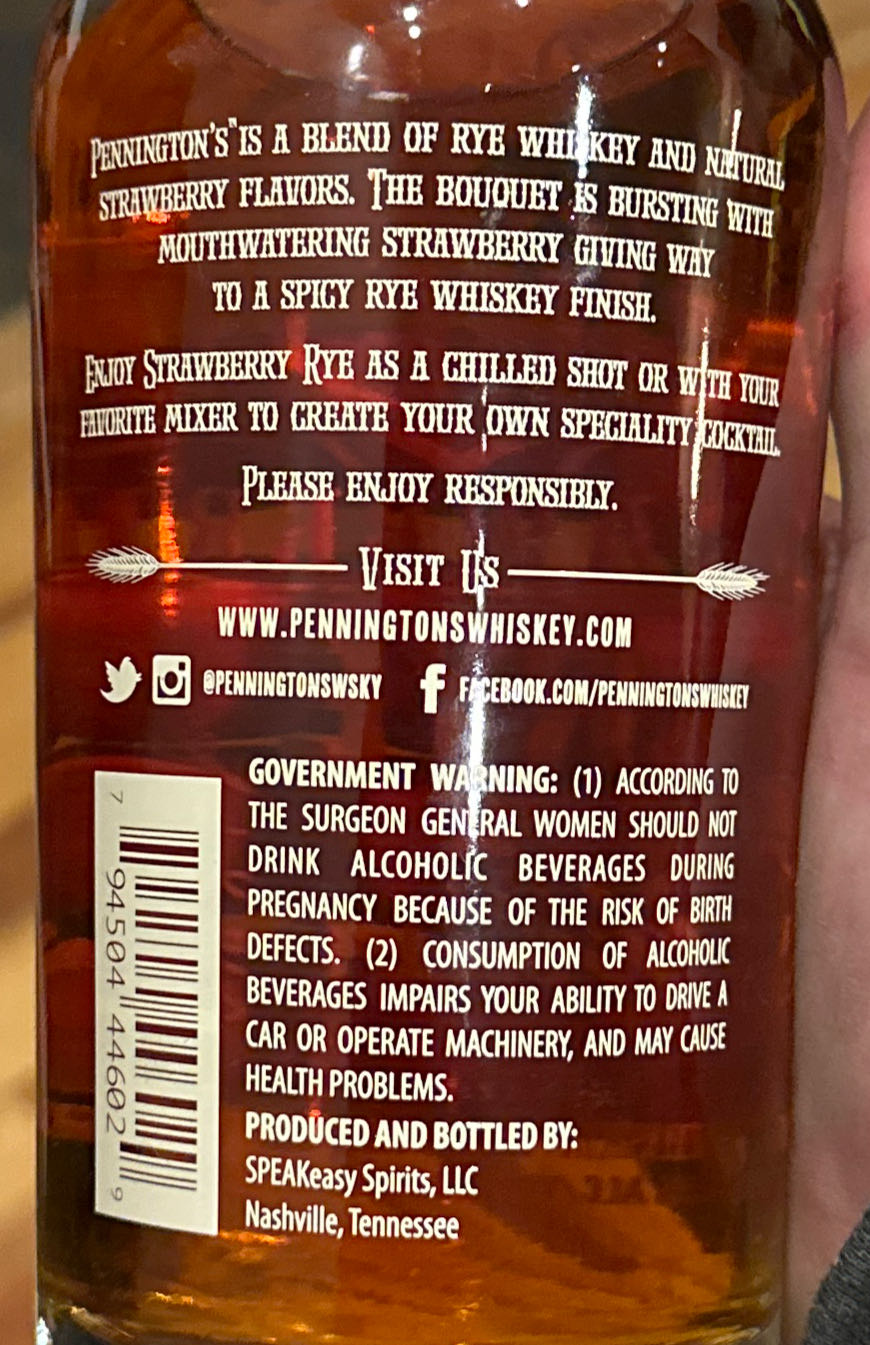 PENNINGTON'S™ IS A BLEND OF RYE WHISKEY AND NATURAL
STRAWBERRY FLAVORS. THE BOUQUET IS BURSTING WITH
MOUTHWATERING STRAWBERRY GIVING WAY
TO A SPICY RYE WHISKEY FINISH.
ENJOY STRAWBERRY RYE AS A CHILLED SHOT OR WITH YOUR
FAVORITE MIXER TO CREATE YOUR OWN SPECIALITY COCKTAIL.
PLEASE ENJOY RESPONSIBLY.
VISIT US
WWW.PENNINGTONSWHISKEY.COM
@PENNINGTONSWSKY FACEBOOK.COM/PENNINGTONSWHISKEY
GOVERNMENT WARNING: (1) ACCORDING TO
THE SURGEON GENERAL WOMEN SHOULD NOT
DRINK ALCOHOLIC BEVERAGES DURING
PREGNANCY BECAUSE OF THE RISK OF BIRTH
DEFECTS. (2) CONSUMPTION OF ALCOHOLIC
BEVERAGES IMPAIRS YOUR ABILITY TO DRIVE A
CAR OR OPERATE MACHINERY, AND MAY CAUSE
HEALTH PROBLEMS.
PRODUCED AND BOTTLED BY:
SPEAKeasy Spirits, LLC
Nashville, Tennessee
7 94504 44602 9